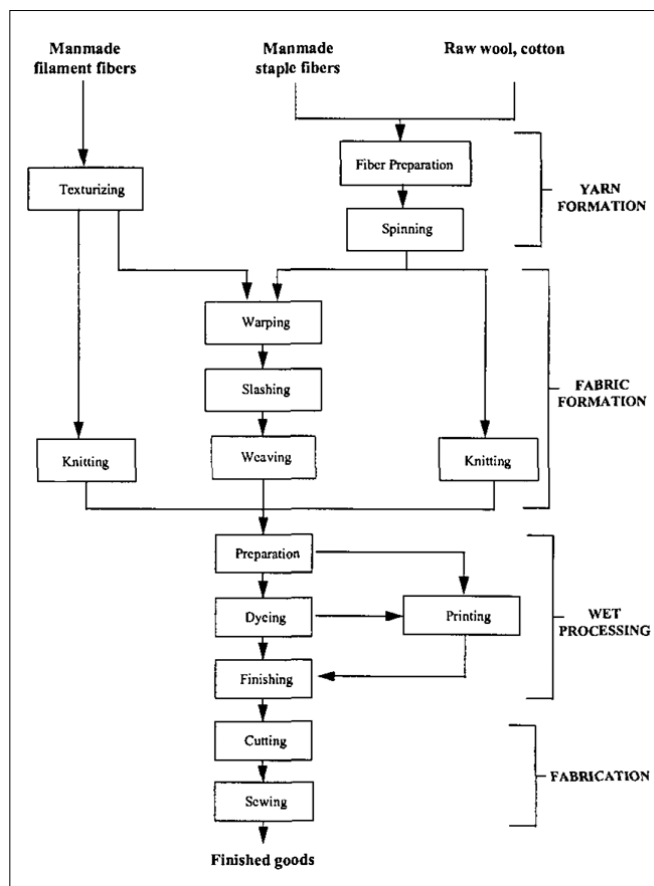 Manmade
filament fibers
Manmade
staple fibers
Raw wool, cotton
Fiber Preparation
Texturizing
YARN
FORMATION
Spinning
Warping
Slashing
FABRIC
FORMATION
Knitting
Weaving
Knitting
Preparation
Dyeing
Printing
WET
PROCESSING
Finishing
Cutting
FABRICATION
Sewing
Finished goods